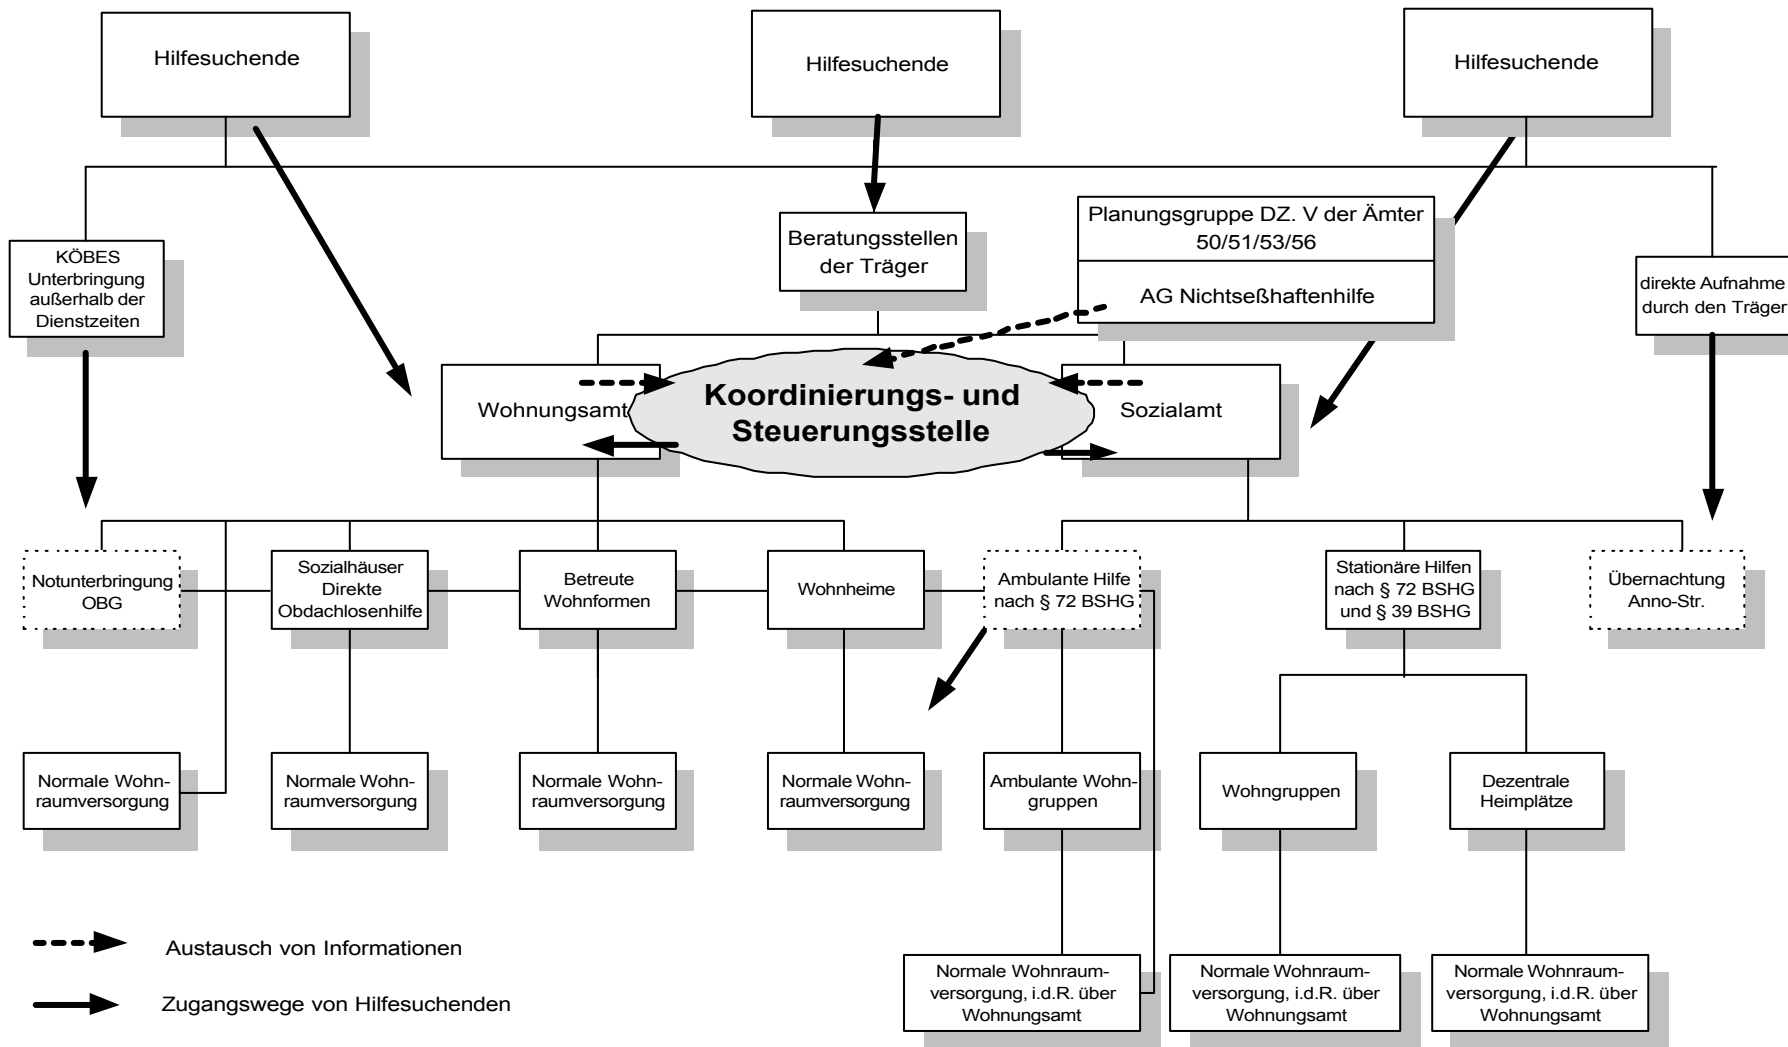 Hilfesuchende
Hilfesuchende
Hilfesuchende
Planungsgruppe DZ. V der Ämter
50/51/53/56
AG Nichtseßhaftenhilfe
KÖBES
Unterbringung
außerhalb der
Dienstzeiten
Beratungsstellen
der Träger
direkte Aufnahme
durch den Träger
Wohnungsamt
Koordinierungs- und
Steuerungsstelle
Sozialamt
Notunterbringung
OBG
Sozialhäuser
Direkte
Obdachlosenhilfe
Betreute
Wohnformen
Wohnheime
Ambulante Hilfe
nach § 72 BSHG
Stationäre Hilfen
nach § 72 BSHG
und § 39 BSHG
Übernachtung
Anno-Str.
Normale Wohn-
raumversorgung
Normale Wohn-
raumversorgung
Normale Wohn-
raumversorgung
Normale Wohn-
raumversorgung
Ambulante Wohn-
gruppen
Wohngruppen
Dezentrale
Heimplätze
Austausch von Informationen
Zugangswege von Hilfesuchenden
Normale Wohnraum-
versorgung, i.d.R. über
Wohnungsamt
Normale Wohnraum-
versorgung, i.d.R. über
Wohnungsamt
Normale Wohnraum-
versorgung, i.d.R. über
Wohnungsamt